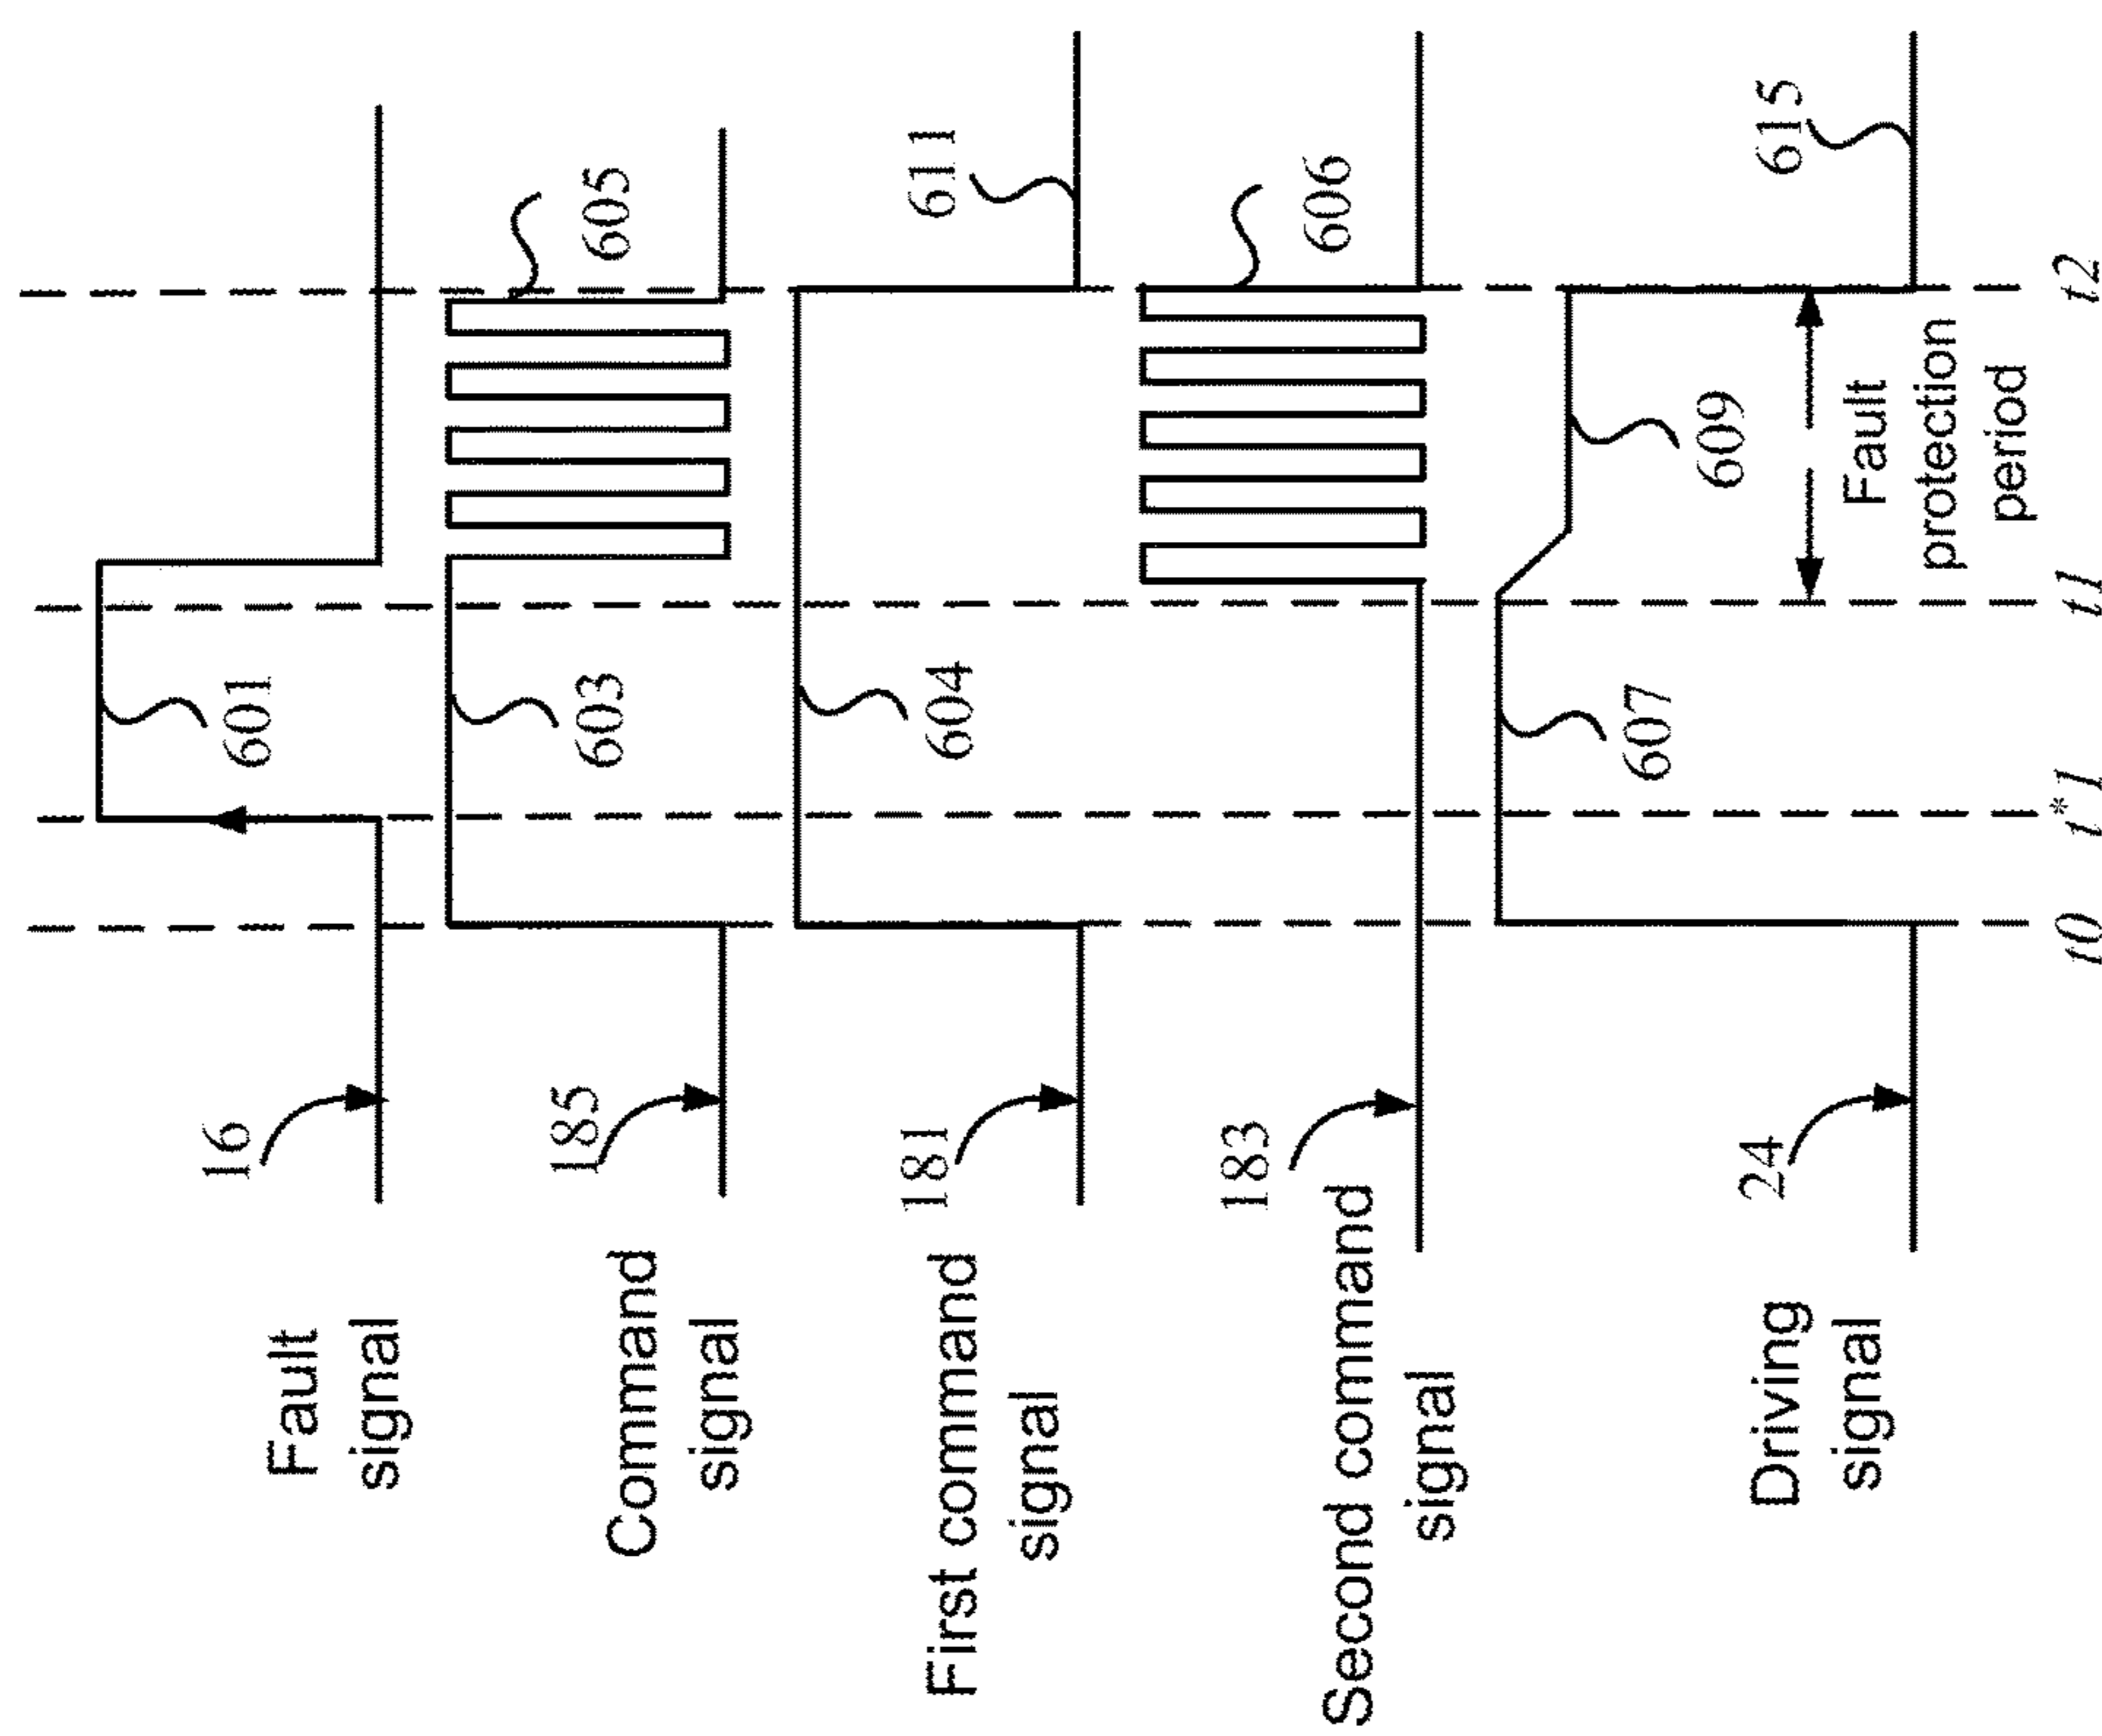 Fault
signal
16
601
Command
signal
185
603
605
First command
signal
181
604
611
Second command
signal
183
606
Driving
signal
24
607
609
615
Fault
protection
period
t0
t*1
t1
t2